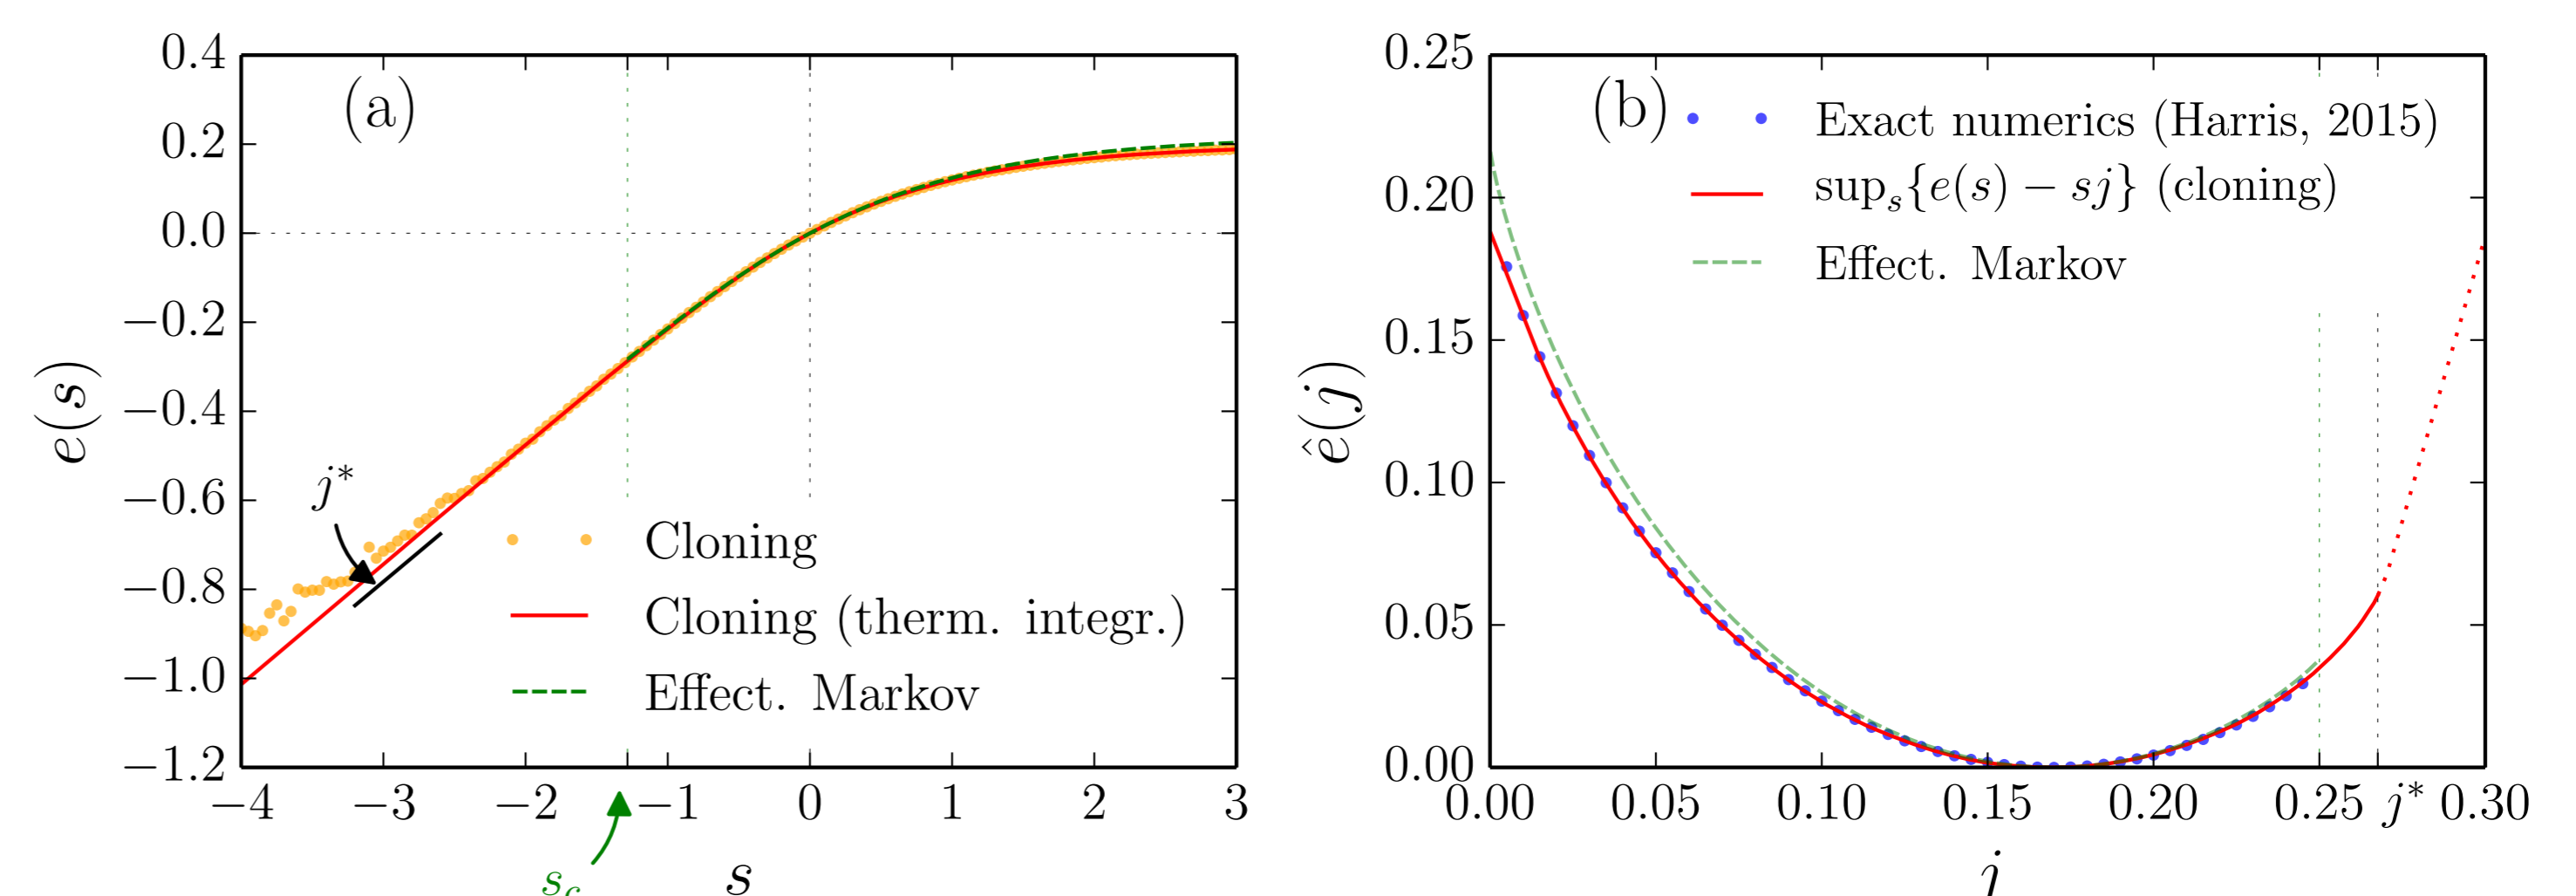 (a)
e(s)
0.4
0.2
0.0
−0.2
−0.4
−0.6
−0.8
−1.0
−1.2
j*
Cloning
Cloning (therm. integr.)
Effect. Markov
−4 −3 −2 −1 0 1 2 3
s_c
s
(b)
ê(j)
0.25
0.20
0.15
0.10
0.05
0.00
Exact numerics (Harris, 2015)
sup_s{e(s) − sj} (cloning)
Effect. Markov
0.00 0.05 0.10 0.15 0.20 0.25 j* 0.30
j